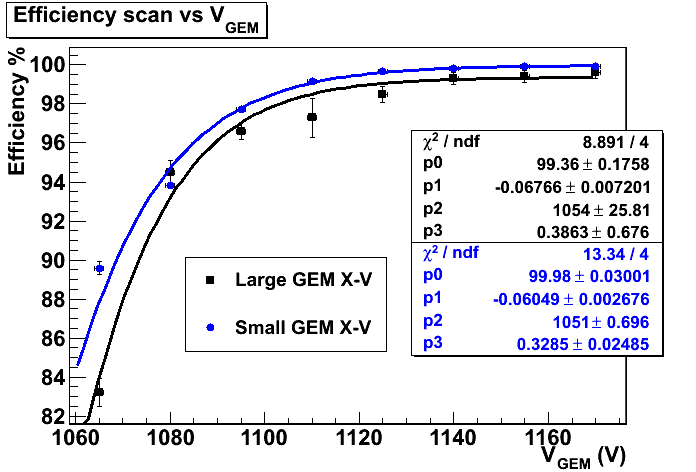 Efficiency scan vs V_GEM
Efficiency %
100
98
96
94
92
90
88
86
84
82
1060 1080 1100 1120 1140 1160
V_GEM (V)
χ² / ndf 8.891 / 4
p0 99.36 ± 0.1758
p1 -0.06766 ± 0.007201
p2 1054 ± 25.81
p3 0.3863 ± 0.676
χ² / ndf 13.34 / 4
p0 99.98 ± 0.03001
p1 -0.06049 ± 0.002676
p2 1051 ± 0.696
p3 0.3285 ± 0.02485
Large GEM X-V
Small GEM X-V